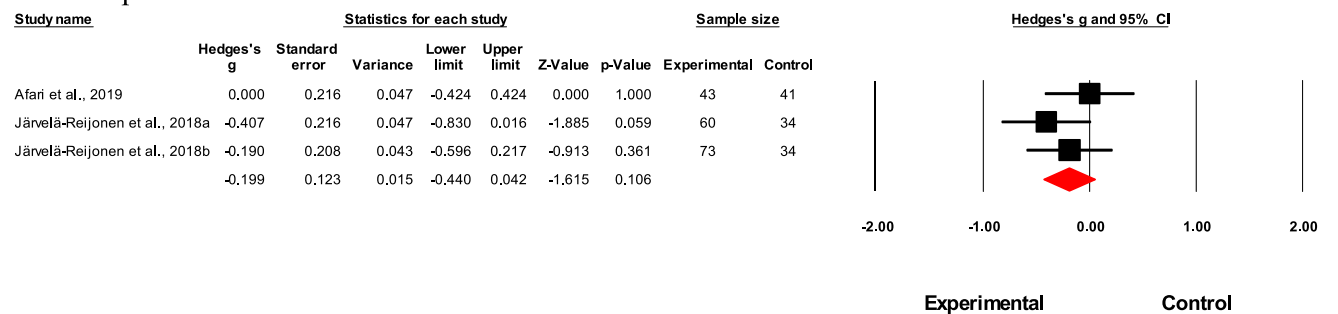 Study name Statistics for each study Sample size Hedges's g and 95% CI
Hedges's Standard Lower Upper
g error Variance limit limit Z-Value p-Value Experimental Control
Afari et al., 2019 0.000 0.216 0.047 -0.424 0.424 0.000 1.000 43 41
Järvelä-Reijonen et al., 2018a -0.407 0.216 0.047 -0.830 0.016 -1.885 0.059 60 34
Järvelä-Reijonen et al., 2018b -0.190 0.208 0.043 -0.596 0.217 -0.913 0.361 73 34
-0.199 0.123 0.015 -0.440 0.042 -1.615 0.106
-2.00 -1.00 0.00 1.00 2.00
Experimental Control